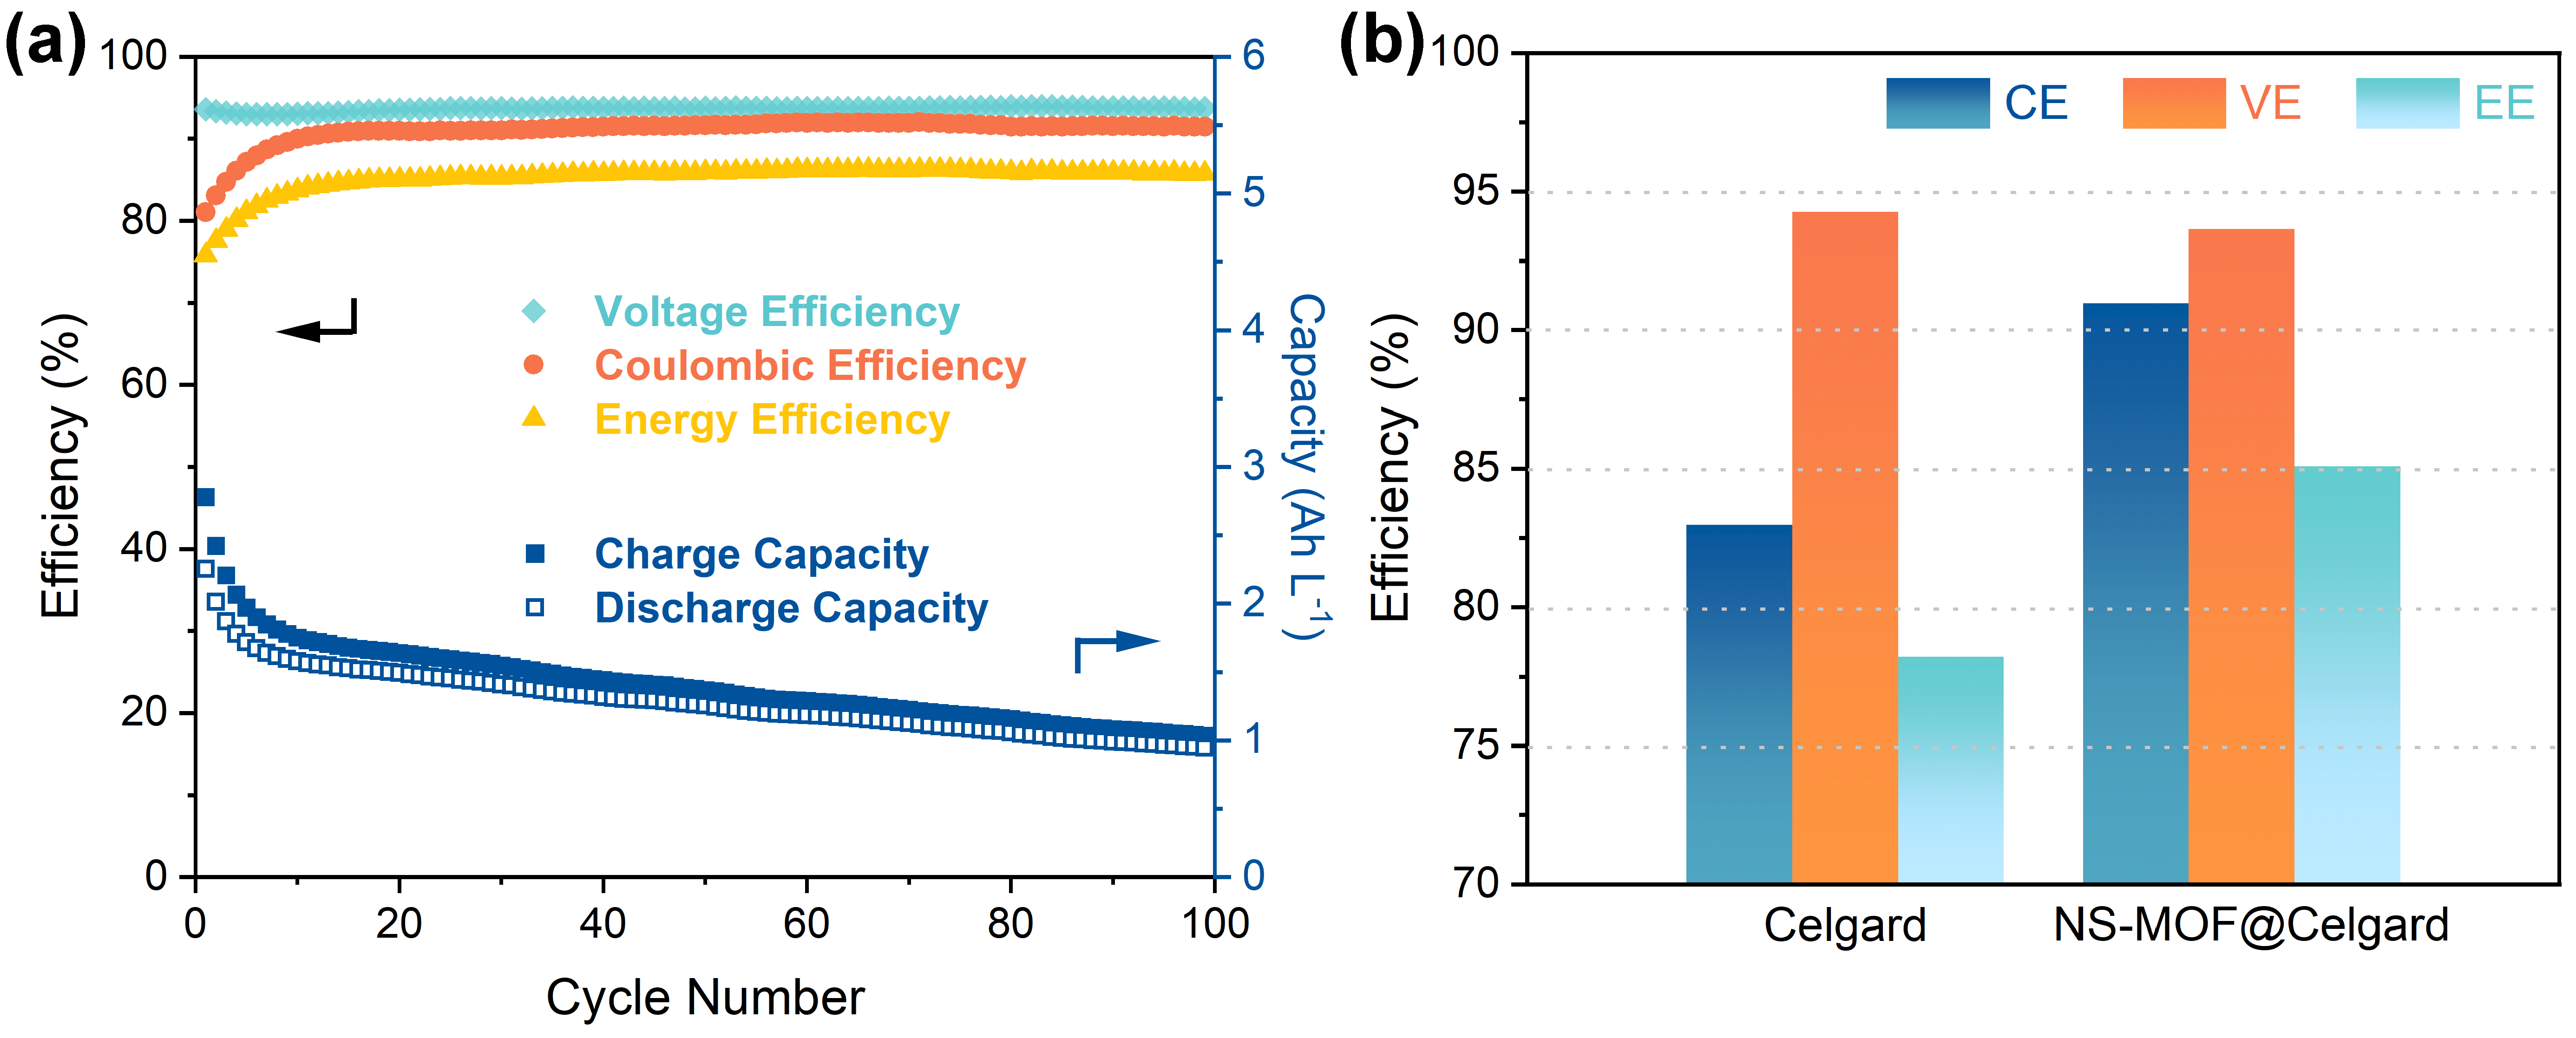 (a)
100
80
60
40
20
0
Efficiency (%)
6
5
4
3
2
1
0
Capacity (Ah L-1)
Voltage Efficiency
Coulombic Efficiency
Energy Efficiency
Charge Capacity
Discharge Capacity
0 20 40 60 80 100
Cycle Number
(b)
100
95
90
85
80
75
70
Efficiency (%)
CE VE EE
Celgard NS-MOF@Celgard